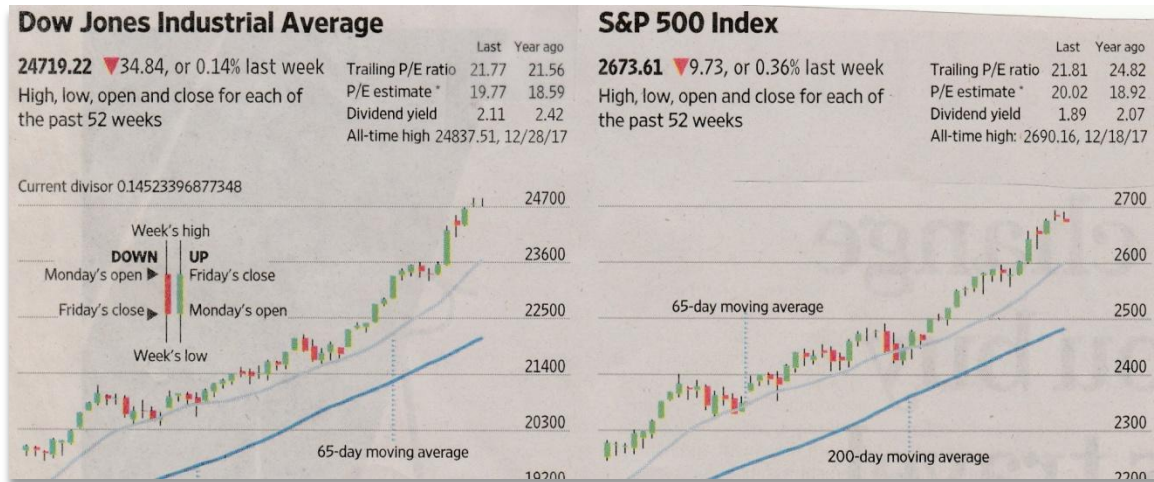 Dow Jones Industrial Average
Last Year ago
24719.22 ▼34.84, or 0.14% last week
Trailing P/E ratio 21.77 21.56
P/E estimate * 19.77 18.59
Dividend yield 2.11 2.42
All-time high 24837.51, 12/28/17
High, low, open and close for each of
the past 52 weeks
Current divisor 0.14523396877348
24700
Week's high
DOWN UP
23600
Monday's open Friday's close
Friday's close Monday's open
22500
Week's low
21400
20300
65-day moving average
19200
S&P 500 Index
Last Year ago
2673.61 ▼9.73, or 0.36% last week
Trailing P/E ratio 21.81 24.82
P/E estimate * 20.02 18.92
Dividend yield 1.89 2.07
All-time high: 2690.16, 12/18/17
High, low, open and close for each of
the past 52 weeks
2700
2600
65-day moving average
2500
2400
2300
200-day moving average
2200